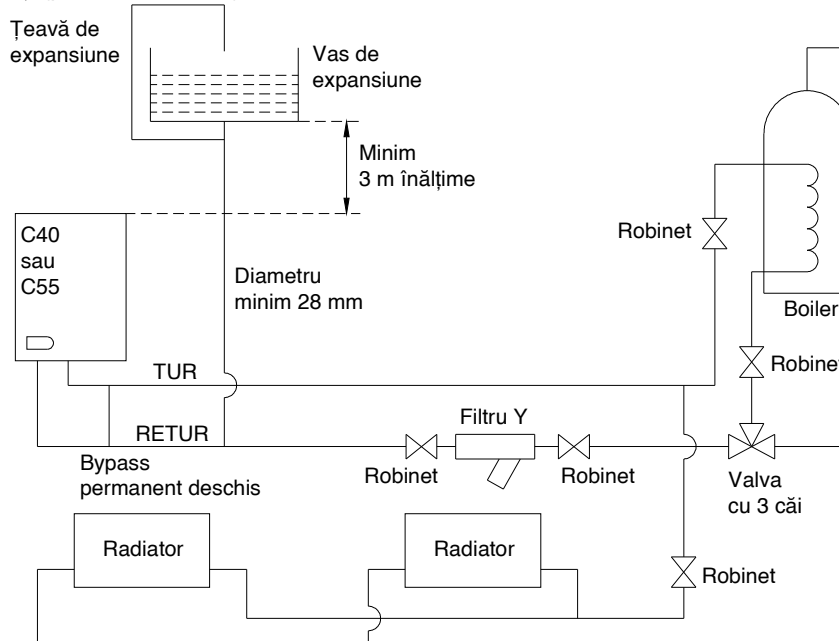 Țeavă de
expansiune
Vas de
expansiune
Minim
3 m înălțime
C40
sau
C55
Robinet
Diametru
minim 28 mm
Boiler
TUR
Robinet
Filtru Y
RETUR
Bypass
permanent deschis
Robinet
Robinet
Valva
cu 3 căi
Radiator
Radiator
Robinet